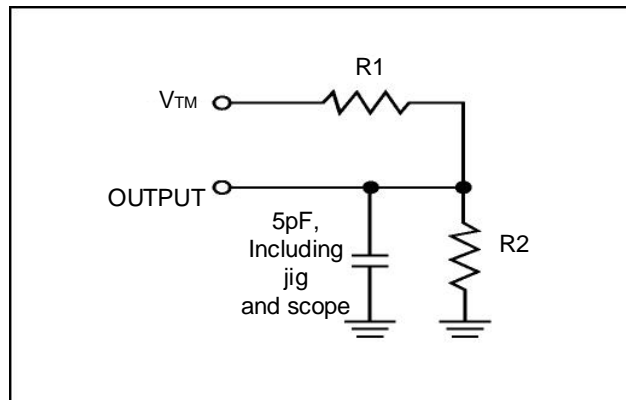 R1
VTM
OUTPUT
5pF,
Including
jig
and scope
R2